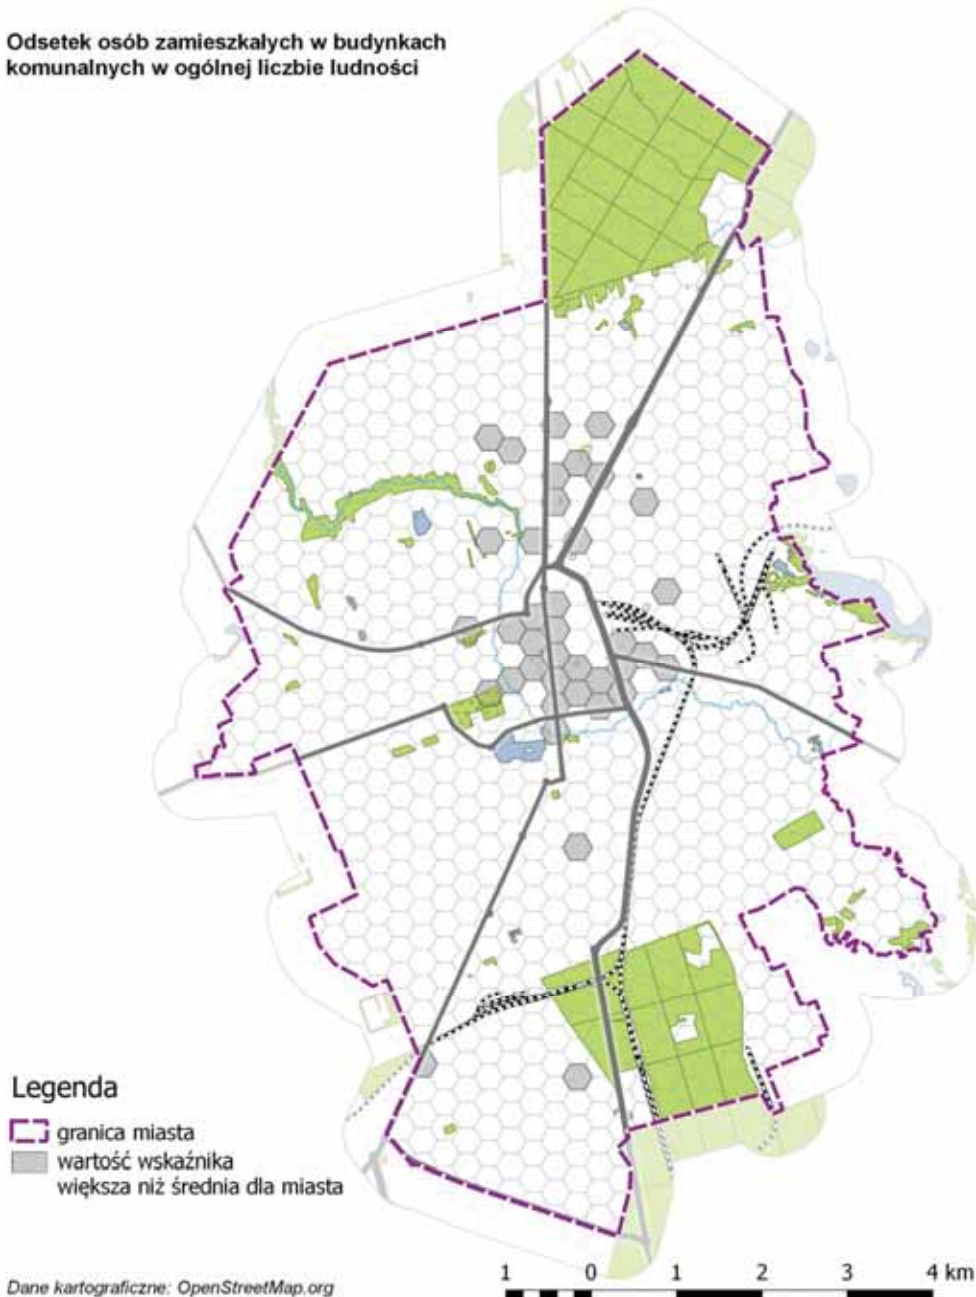 Odsetek osób zamieszkałych w budynkach
komunalnych w ogólnej liczbie ludności
Legenda
granica miasta
wartość wskaźnika
większa niż średnia dla miasta
Dane kartograficzne: OpenStreetMap.org
1 0 1 2 3 4 km